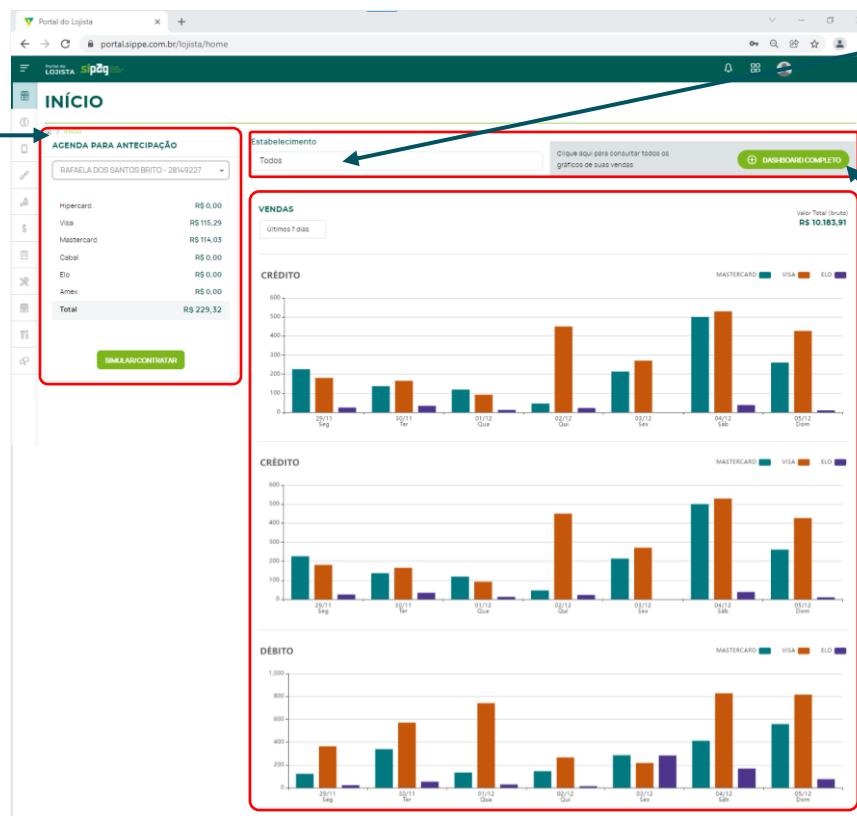 Portal do Lojista
portal.sippe.com.br/lojista/home
Portal do
LOJISTA sipag
INÍCIO
Início
AGENDA PARA ANTECIPAÇÃO
RAFAELA DOS SANTOS BRITO - 28149227
Hipercard R$ 0,00
Visa R$ 115,29
Mastercard R$ 114,03
Cabal R$ 0,00
Elo R$ 0,00
Amex R$ 0,00
Total R$ 229,32
SIMULAR/CONTRATAR
Estabelecimento
Todos
Clique aqui para consultar todos os
gráficos de suas vendas
DASHBOARD COMPLETO
VENDAS
Últimos 7 dias
Valor Total (bruto)
R$ 10.183,91
CRÉDITO
MASTERCARD VISA ELO
600
500
400
300
200
100
0
29/11 30/11 01/12 02/12 03/12 04/12 05/12
Seg Ter Qua Qui Sex Sáb Dom
CRÉDITO
MASTERCARD VISA ELO
600
500
400
300
200
100
0
29/11 30/11 01/12 02/12 03/12 04/12 05/12
Seg Ter Qua Qui Sex Sáb Dom
DÉBITO
MASTERCARD VISA ELO
1,000
800
600
400
200
0
29/11 30/11 01/12 02/12 03/12 04/12 05/12
Seg Ter Qua Qui Sex Sáb Dom